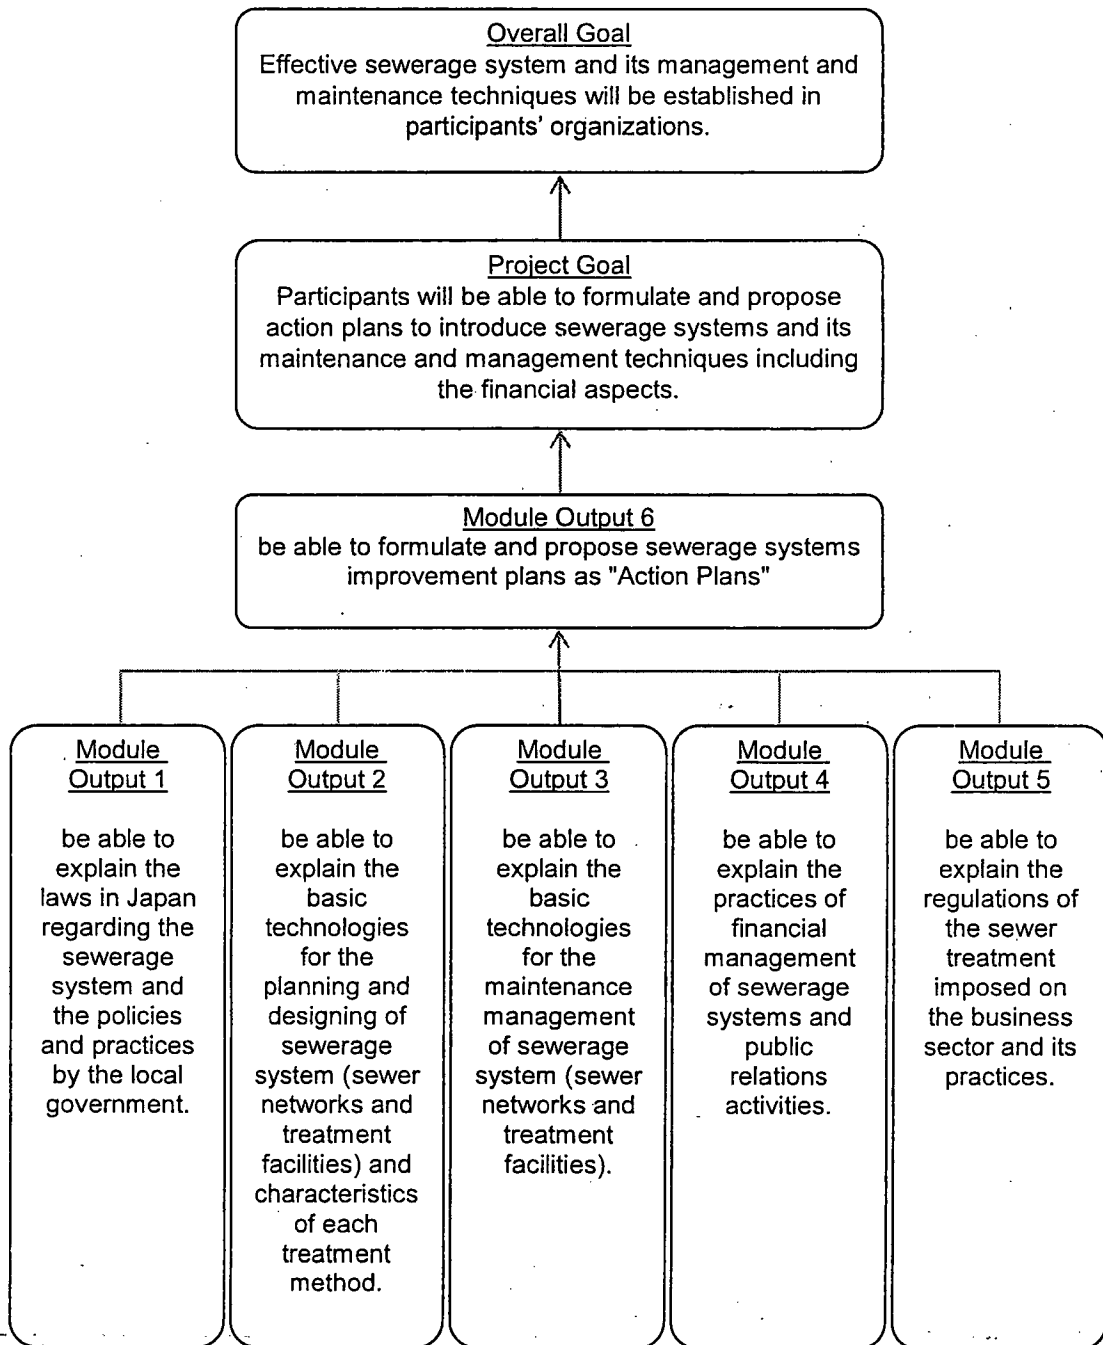 Overall Goal
Effective sewerage system and its management and
maintenance techniques will be established in
participants' organizations.
Project Goal
Participants will be able to formulate and propose
action plans to introduce sewerage systems and its
maintenance and management techniques including
the financial aspects.
Module Output 6
be able to formulate and propose sewerage systems
improvement plans as "Action Plans"
Module
Output 1
be able to
explain the
laws in Japan
regarding the
sewerage
system and
the policies
and practices
by the local
government.
Module
Output 2
be able to
explain the
basic
technologies
for the
planning and
designing of
sewerage
system (sewer
networks and
treatment
facilities) and
characteristics
of each
treatment
method.
Module
Output 3
be able to
explain the
basic
technologies
for the
maintenance
management
of sewerage
system (sewer
networks and
treatment
facilities).
Module
Output 4
be able to
explain the
practices of
financial
management
of sewerage
systems and
public
relations
activities.
Module
Output 5
be able to
explain the
regulations of
the sewer
treatment
imposed on
the business
sector and its
practices.